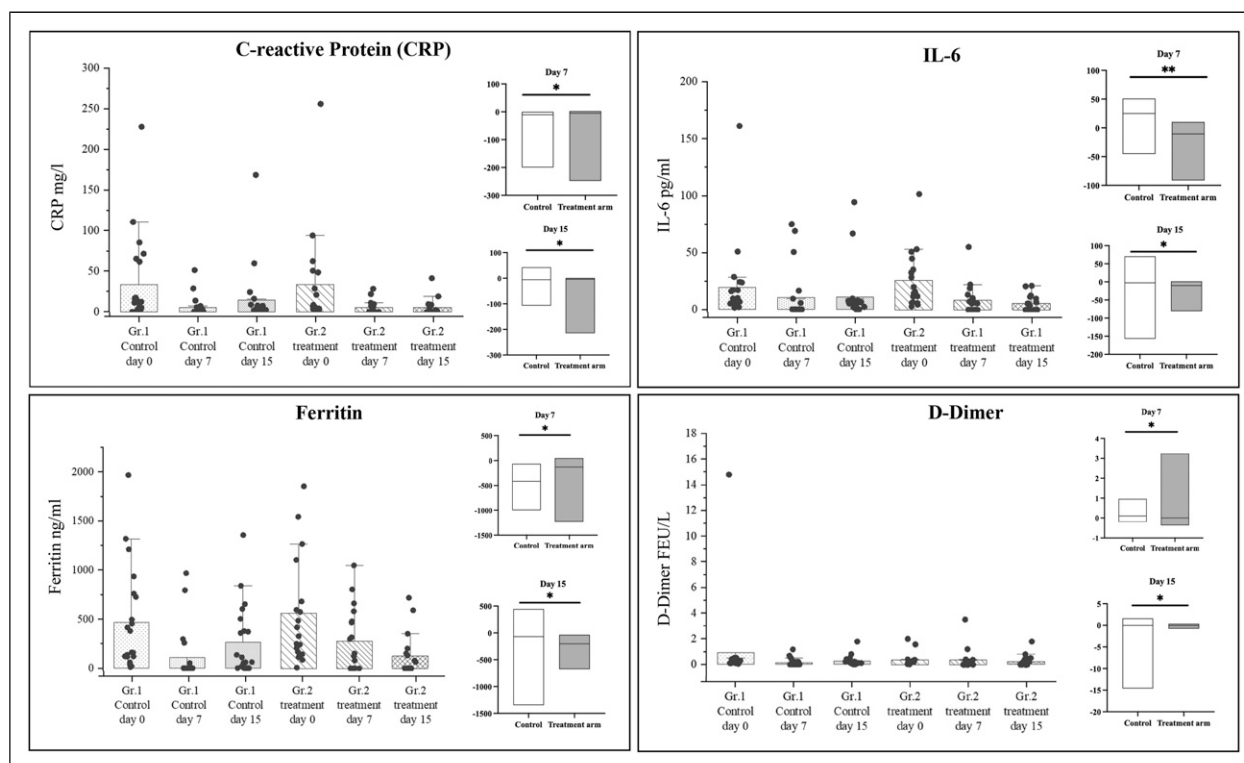 C-reactive Protein (CRP)
300
250
200
150
100
50
0
CRP mg/l
Gr.1 Control day 0
Gr.1 Control day 7
Gr.1 Control day 15
Gr.2 treatment day 0
Gr.2 treatment day 7
Gr.2 treatment day 15
Day 7
*
100
0
-100
-200
-300
Control Treatment arm
Day 15
*
100
0
-100
-200
-300
Control Treatment arm
IL-6
200
150
100
50
0
IL-6 pg/ml
Gr.1 Control day 0
Gr.1 Control day 7
Gr.1 Control day 15
Gr.2 treatment day 0
Gr.1 treatment day 7
Gr.1 treatment day 15
Day 7
**
100
50
0
-50
-100
Control Treatment arm
Day 15
*
100
50
0
-50
-100
-150
-200
Control Treatment arm
Ferritin
2000
1500
1000
500
0
Ferritin ng/ml
Gr.1 Control day 0
Gr.1 Control day 7
Gr.1 Control day 15
Gr.2 treatment day 0
Gr.2 treatment day 7
Gr.2 treatment day 15
Day 7
*
500
0
-500
-1000
-1500
Control Treatment arm
Day 15
*
500
0
-500
-1000
-1500
Control Treatment arm
D-Dimer
18
16
14
12
10
8
6
4
2
0
D-Dimer FEU/L
Gr.1 Control day 0
Gr.1 Control day 7
Gr.1 Control day 15
Gr.2 treatment day 0
Gr.2 treatment day 7
Gr.2 treatment day 15
Day 7
*
4
3
2
1
0
-1
Control Treatment arm
Day 15
*
5
0
-5
-10
-15
-20
Control Treatment arm